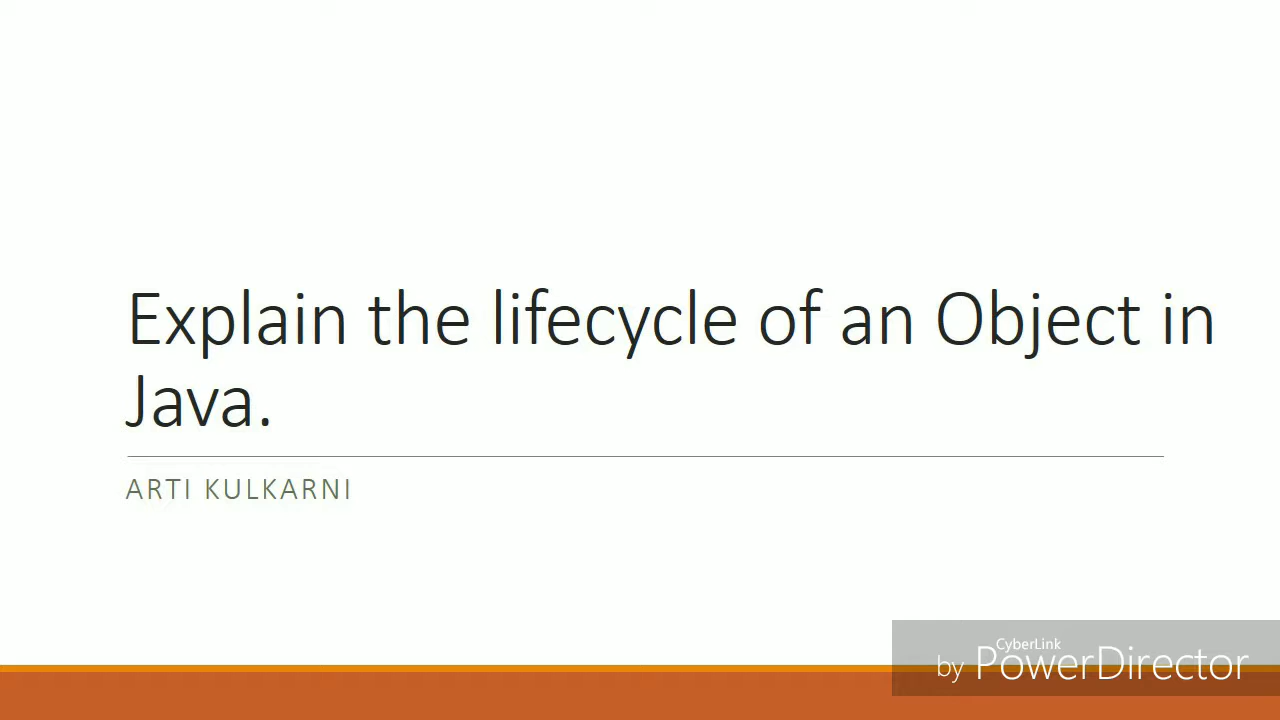 Explain the lifecycle of an Object in
Java.
ARTI KULKARNI
CyberLink
by PowerDirector